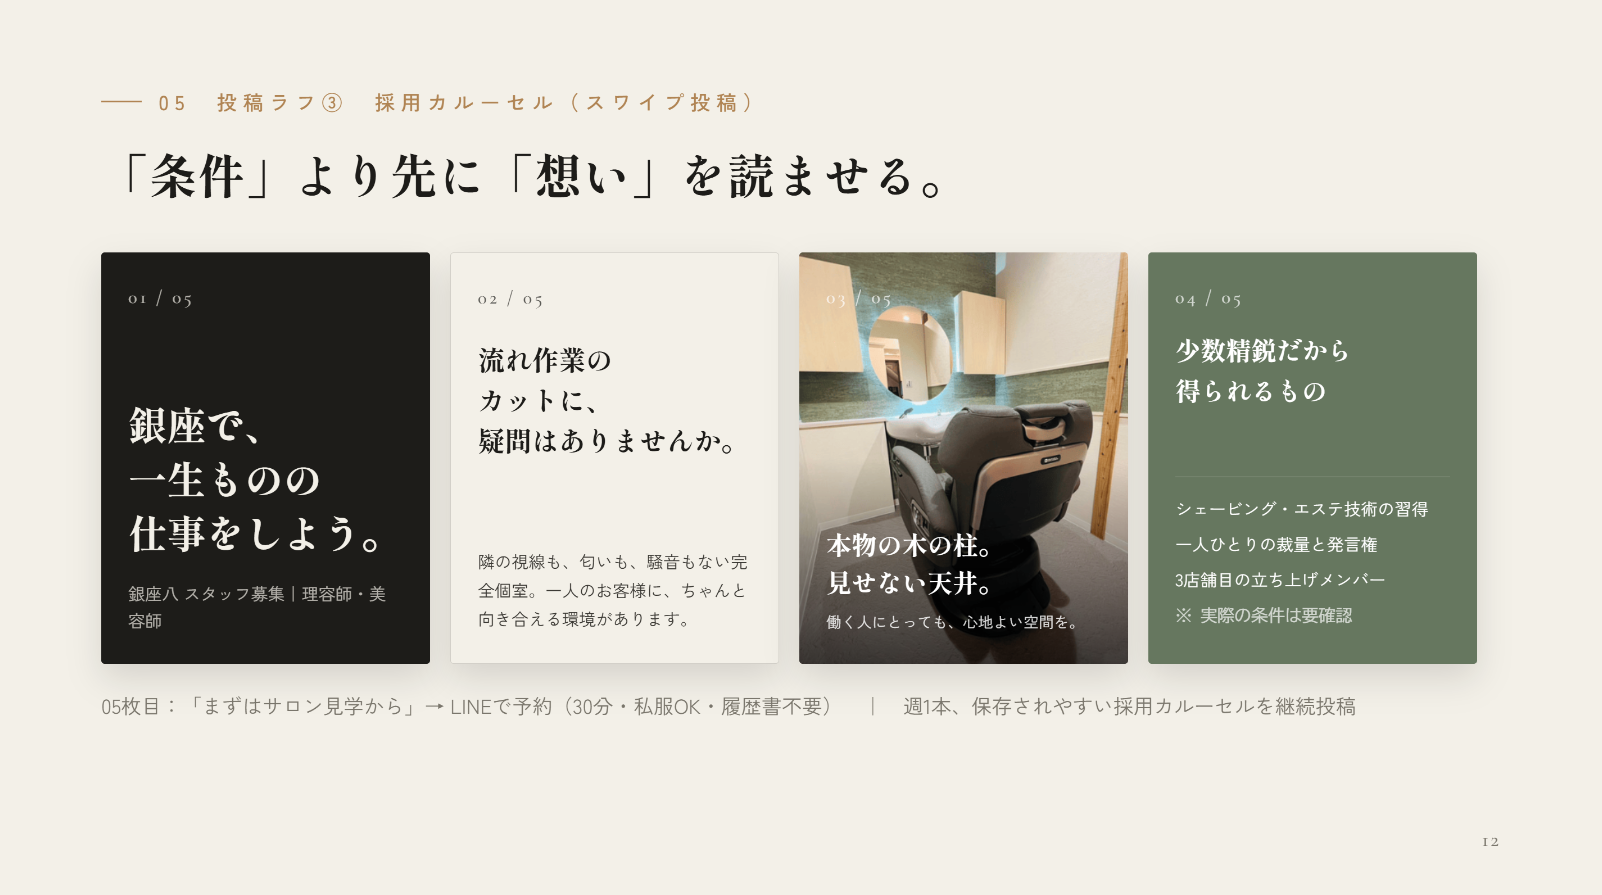 05 投稿ラフ③ 採用カルーセル（スワイプ投稿）
「条件」より先に「想い」を読ませる。
01 / 05
銀座で、
一生ものの
仕事をしよう。
銀座八 スタッフ募集｜理容師・美
容師
02 / 05
流れ作業の
カットに、
疑問はありませんか。
隣の視線も、匂いも、騒音もない完
全個室。一人のお客様に、ちゃんと
向き合える環境があります。
03 / 05
本物の木の柱。
見せない天井。
働く人にとっても、心地よい空間を。
04 / 05
少数精鋭だから
得られるもの
シェービング・エステ技術の習得
一人ひとりの裁量と発言権
3店舗目の立ち上げメンバー
※ 実際の条件は要確認
05枚目：「まずはサロン見学から」→ LINEで予約（30分・私服OK・履歴書不要） ｜ 週1本、保存されやすい採用カルーセルを継続投稿
12